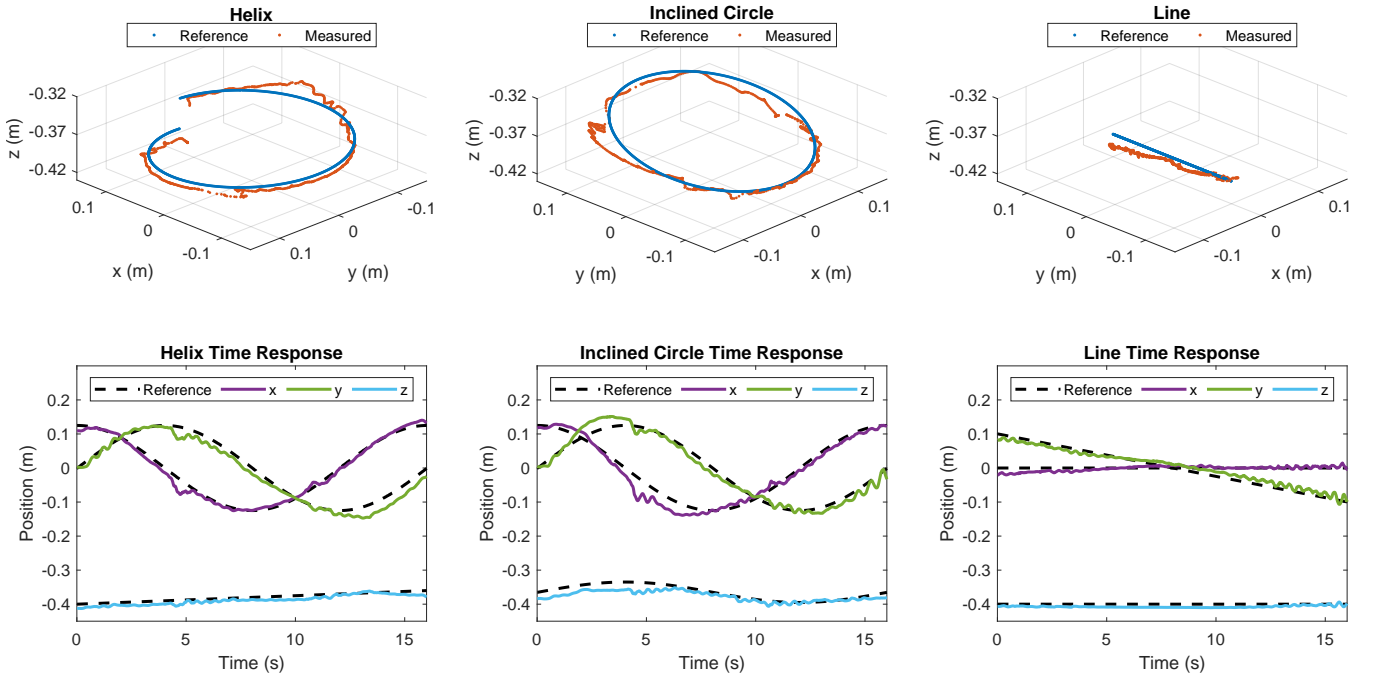 Helix
Reference Measured
-0.32
-0.37
-0.42
z (m)
0.1
0
-0.1
x (m)
0.1
0
-0.1
y (m)
Inclined Circle
Reference Measured
-0.32
-0.37
-0.42
z (m)
0.1
0
-0.1
y (m)
-0.1
0
0.1
x (m)
Line
Reference Measured
-0.32
-0.37
-0.42
z (m)
0.1
0
-0.1
y (m)
-0.1
0
0.1
x (m)
Helix Time Response
Reference x y z
0.2
0.1
0
-0.1
-0.2
-0.3
-0.4
Position (m)
0 5 10 15
Time (s)
Inclined Circle Time Response
Reference x y z
0.2
0.1
0
-0.1
-0.2
-0.3
-0.4
Position (m)
0 5 10 15
Time (s)
Line Time Response
Reference x y z
0.2
0.1
0
-0.1
-0.2
-0.3
-0.4
Position (m)
0 5 10 15
Time (s)